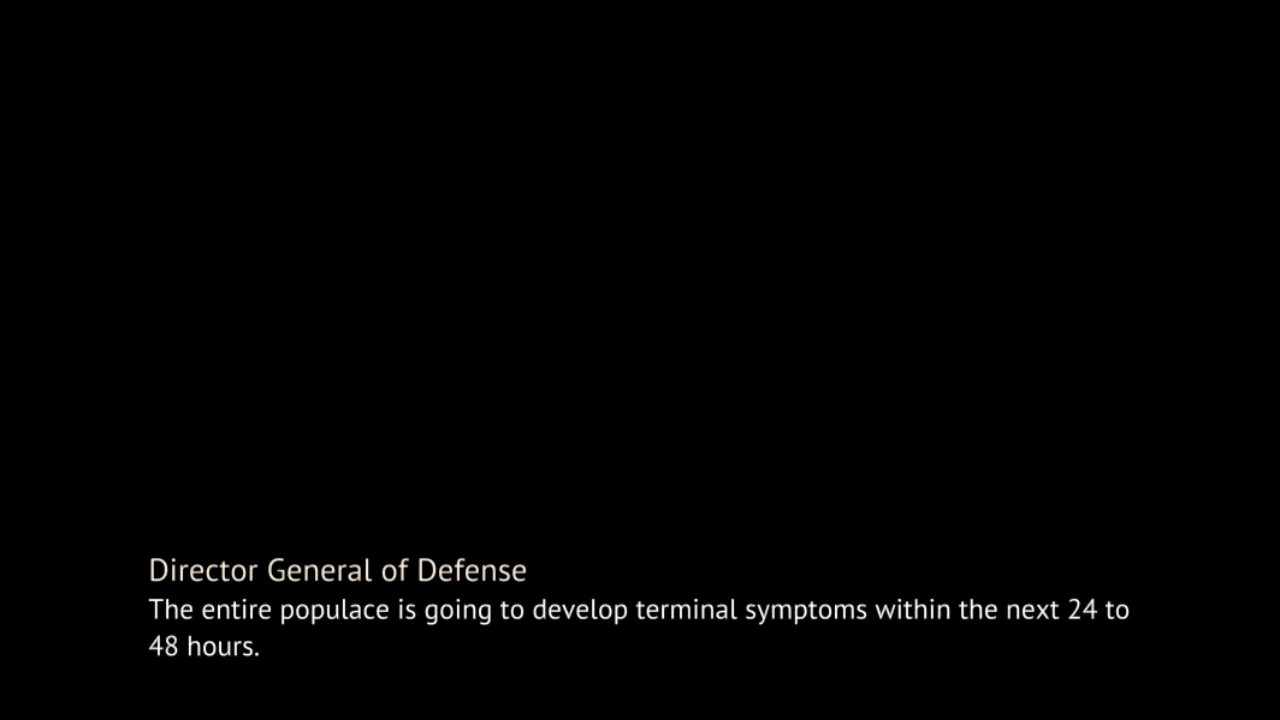 Director General of Defense
The entire populace is going to develop terminal symptoms within the next 24 to
48 hours.